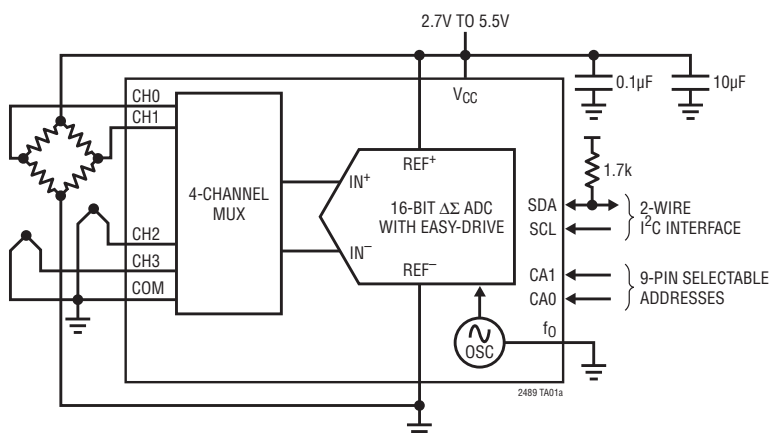 2.7V TO 5.5V
0.1µF
10µF
CH0
CH1
VCC
4-CHANNEL
MUX
REF+
IN+
16-BIT ΔΣ ADC
WITH EASY-DRIVE
IN–
REF–
1.7k
SDA
SCL
2-WIRE
I2C INTERFACE
CH2
CH3
COM
CA1
CA0
9-PIN SELECTABLE
ADDRESSES
fO
OSC
2489 TA01a